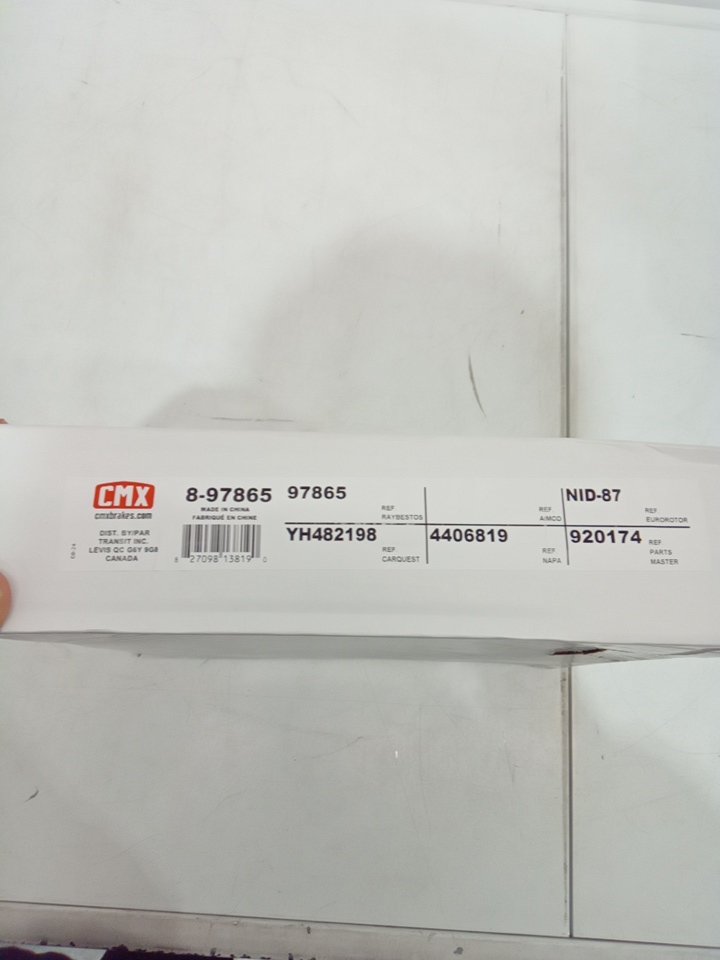 CMX
cmxbrakes.com
DIST. BY/PAR
TRANSIT INC.
LEVIS QC G6Y 9G8
CANADA
8-97865
MADE IN CHINA
FABRIQUÉ EN CHINE
8 27098 13819 0
97865
REF
RAYBESTOS
REF
AIMCO
NID-87
REF
EUROROTOR
YH482198
REF
CARQUEST
4406819
REF
NAPA
920174
REF
PARTS
MASTER